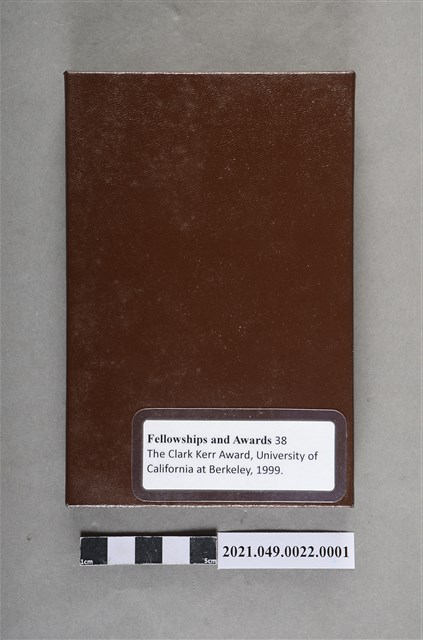 Fellowships and Awards 38
The Clark Kerr Award, University of
California at Berkeley, 1999.
1cm 5cm
2021.049.0022.0001